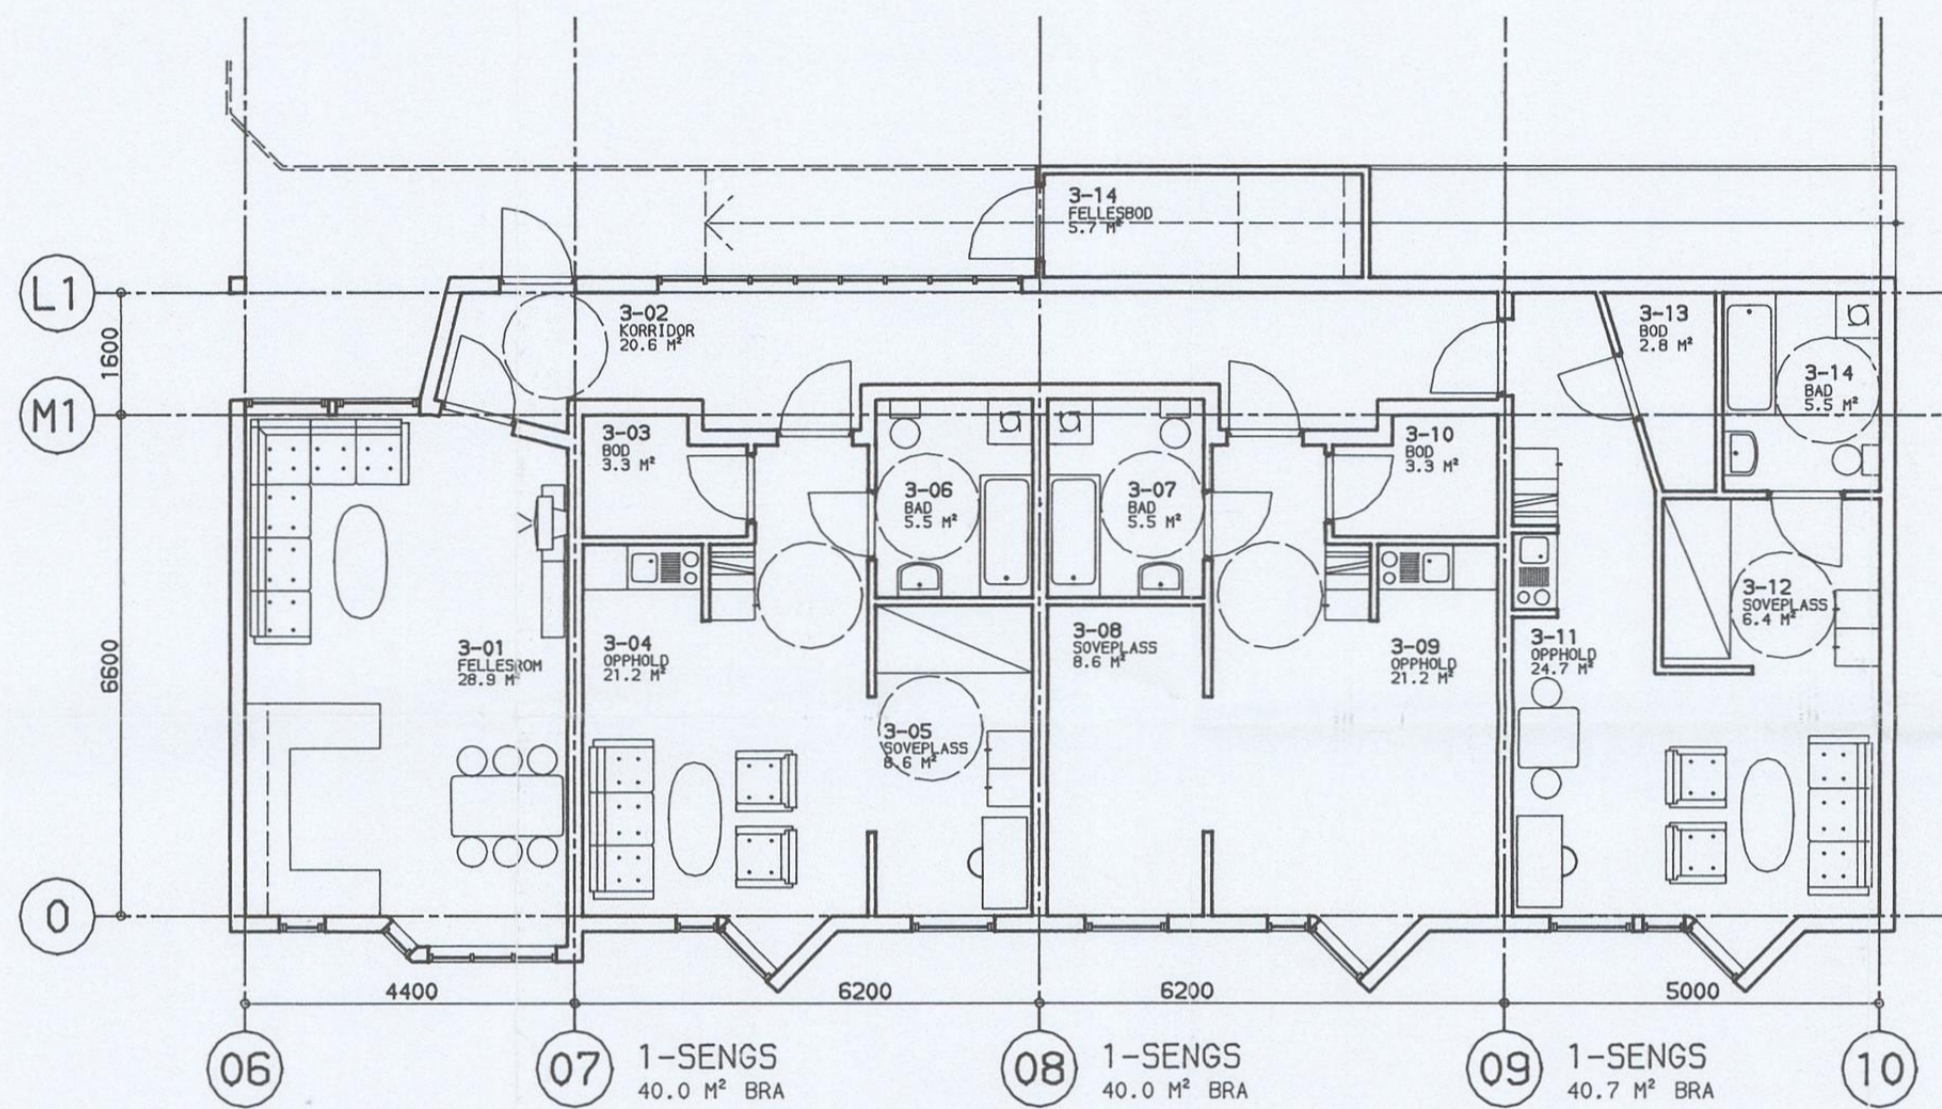 3-14
FELLESBOD
5.7 M²
L1
3-02
KORRIDOR
20.6 M²
3-13
BOD
2.8 M²
1600
3-14
BAD
5.5 M²
M1
3-03
BOD
3.3 M²
3-10
BOD
3.3 M²
3-06
BAD
5.5 M²
3-07
BAD
5.5 M²
3-12
SOVEPLASS
6.4 M²
6600
3-01
FELLESROM
28.9 M²
3-04
OPPHOLD
21.2 M²
3-08
SOVEPLASS
8.6 M²
3-09
OPPHOLD
21.2 M²
3-11
OPPHOLD
24.7 M²
3-05
SOVEPLASS
8.6 M²
O
4400
6200
6200
5000
06
07
1-SENGS
40.0 M² BRA
08
1-SENGS
40.0 M² BRA
09
1-SENGS
40.7 M² BRA
10